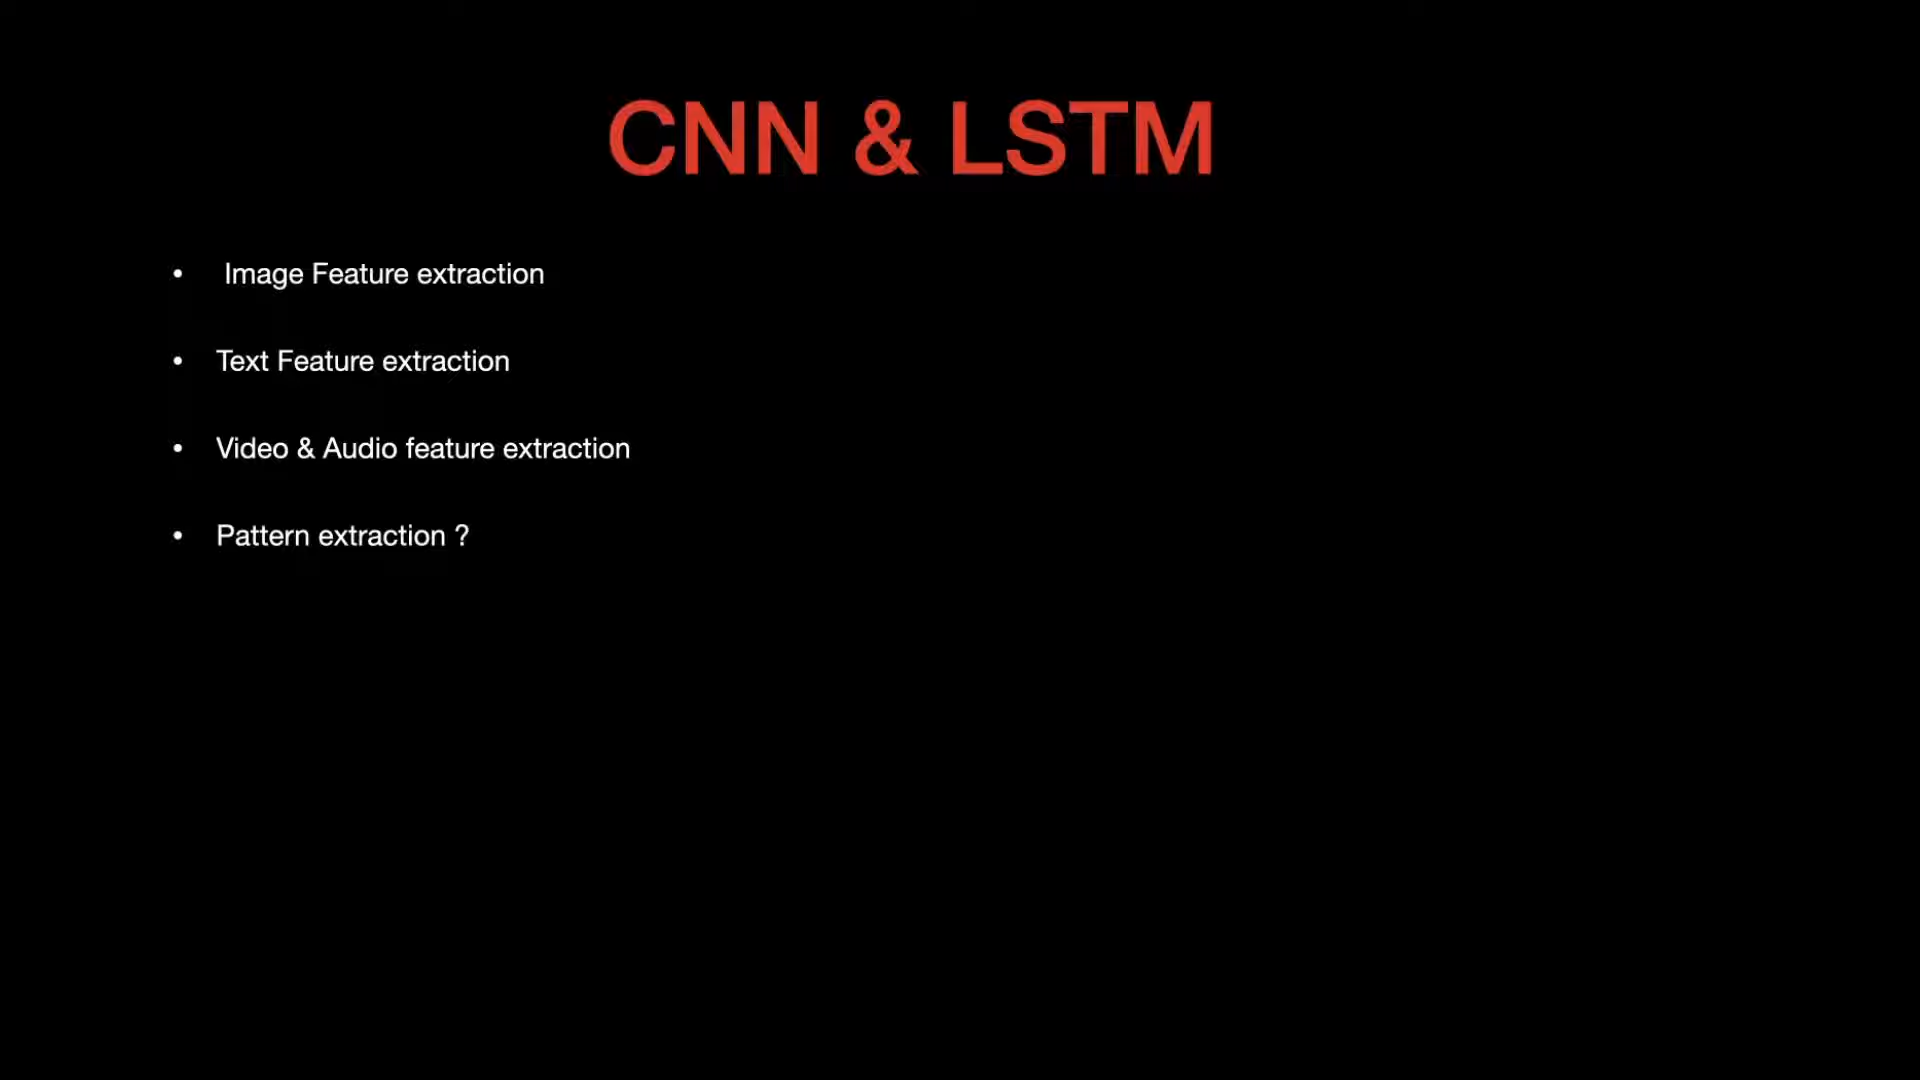 CNN & LSTM
• Image Feature extraction
• Text Feature extraction
• Video & Audio feature extraction
• Pattern extraction ?